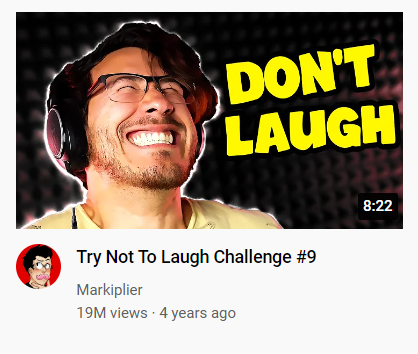 DON'T
LAUGH
8:22
Try Not To Laugh Challenge #9
Markiplier
19M views · 4 years ago